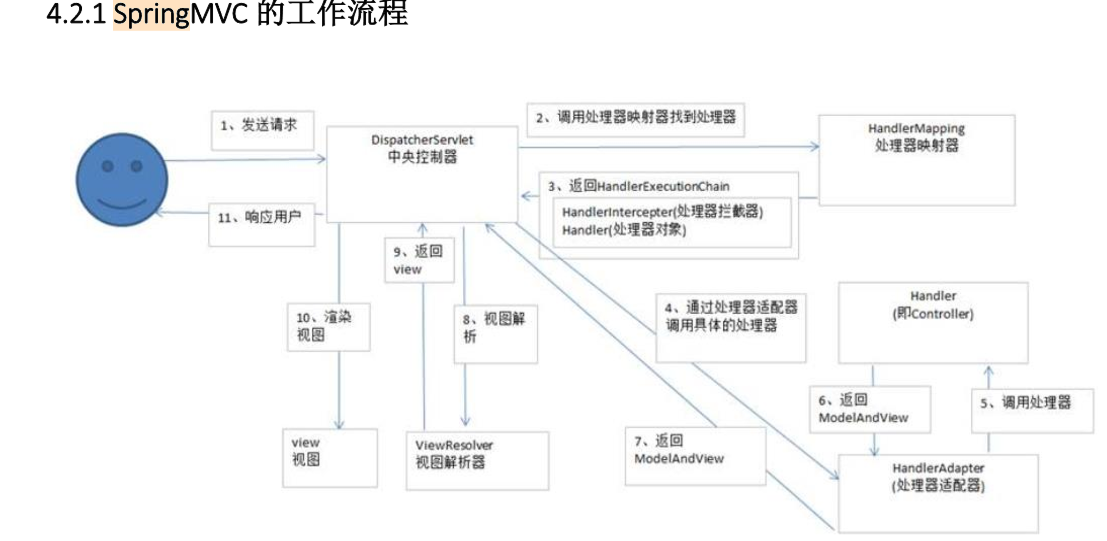 4.2.1 SpringMVC 的工作流程
1、发送请求
2、调用处理器映射器找到处理器
DispatcherServlet
中央控制器
HandlerMapping
处理器映射器
3、返回HandlerExecutionChain
HandlerIntercepter(处理器拦截器)
Handler(处理器对象)
11、响应用户
9、返回
view
10、渲染
视图
8、视图解
析
4、通过处理器适配器
调用具体的处理器
Handler
(即Controller)
6、返回
ModelAndView
5、调用处理器
7、返回
ModelAndView
view
视图
ViewResolver
视图解析器
HandlerAdapter
(处理器适配器)